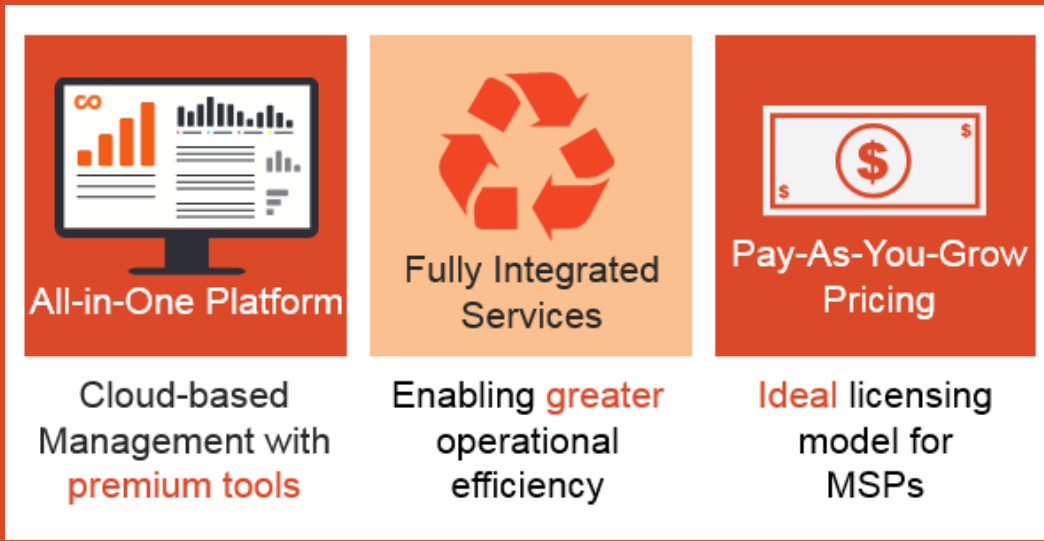 All-in-One Platform
Cloud-based
Management with
premium tools
Fully Integrated
Services
Enabling greater
operational
efficiency
$
$
$
Pay-As-You-Grow
Pricing
Ideal licensing
model for
MSPs